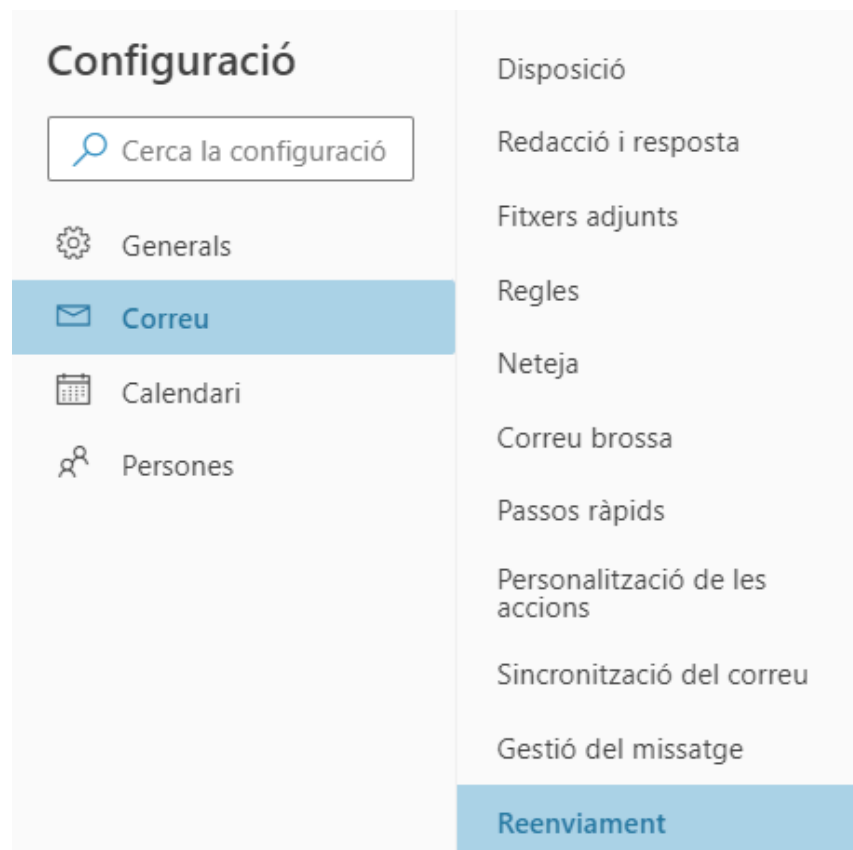 Configuració
Cerca la configuració
Generals
Correu
Calendari
Persones
Disposició
Redacció i resposta
Fitxers adjunts
Regles
Neteja
Correu brossa
Passos ràpids
Personalització de les
accions
Sincronització del correu
Gestió del missatge
Reenviament